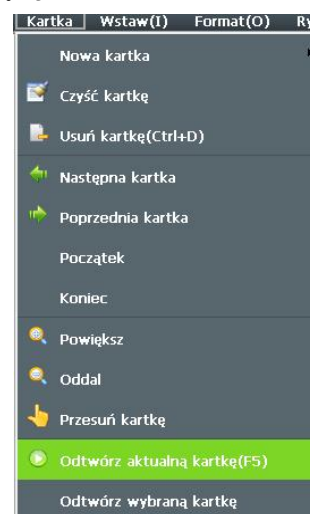 Kartka Wstaw(I) Format(O)
Nowa kartka
Czyść kartkę
Usuń kartkę(Ctrl+D)
Następna kartka
Poprzednia kartka
Początek
Koniec
Powiększ
Oddal
Przesuń kartkę
Odtwórz aktualną kartkę(F5)
Odtwórz wybraną kartkę